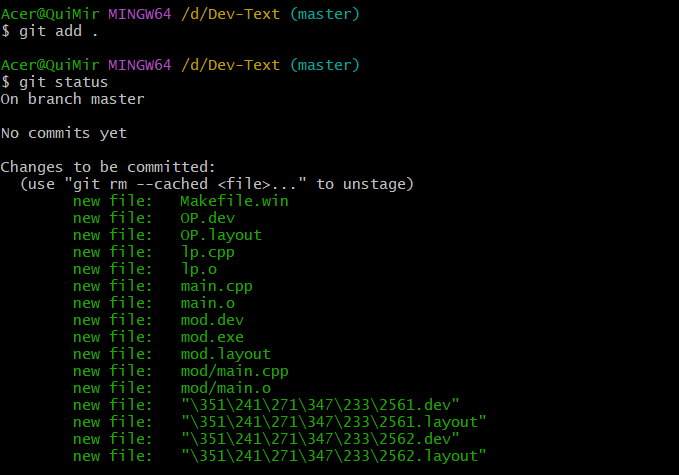 Acer@QuiMir MINGW64 /d/Dev-Text (master)
$ git add .
Acer@QuiMir MINGW64 /d/Dev-Text (master)
$ git status
On branch master
No commits yet
Changes to be committed:
(use "git rm --cached <file>..." to unstage)
new file: Makefile.win
new file: OP.dev
new file: OP.layout
new file: lp.cpp
new file: lp.o
new file: main.cpp
new file: main.o
new file: mod.dev
new file: mod.exe
new file: mod.layout
new file: mod/main.cpp
new file: mod/main.o
new file: "\351\241\271\347\233\2561.dev"
new file: "\351\241\271\347\233\2561.layout"
new file: "\351\241\271\347\233\2562.dev"
new file: "\351\241\271\347\233\2562.layout"